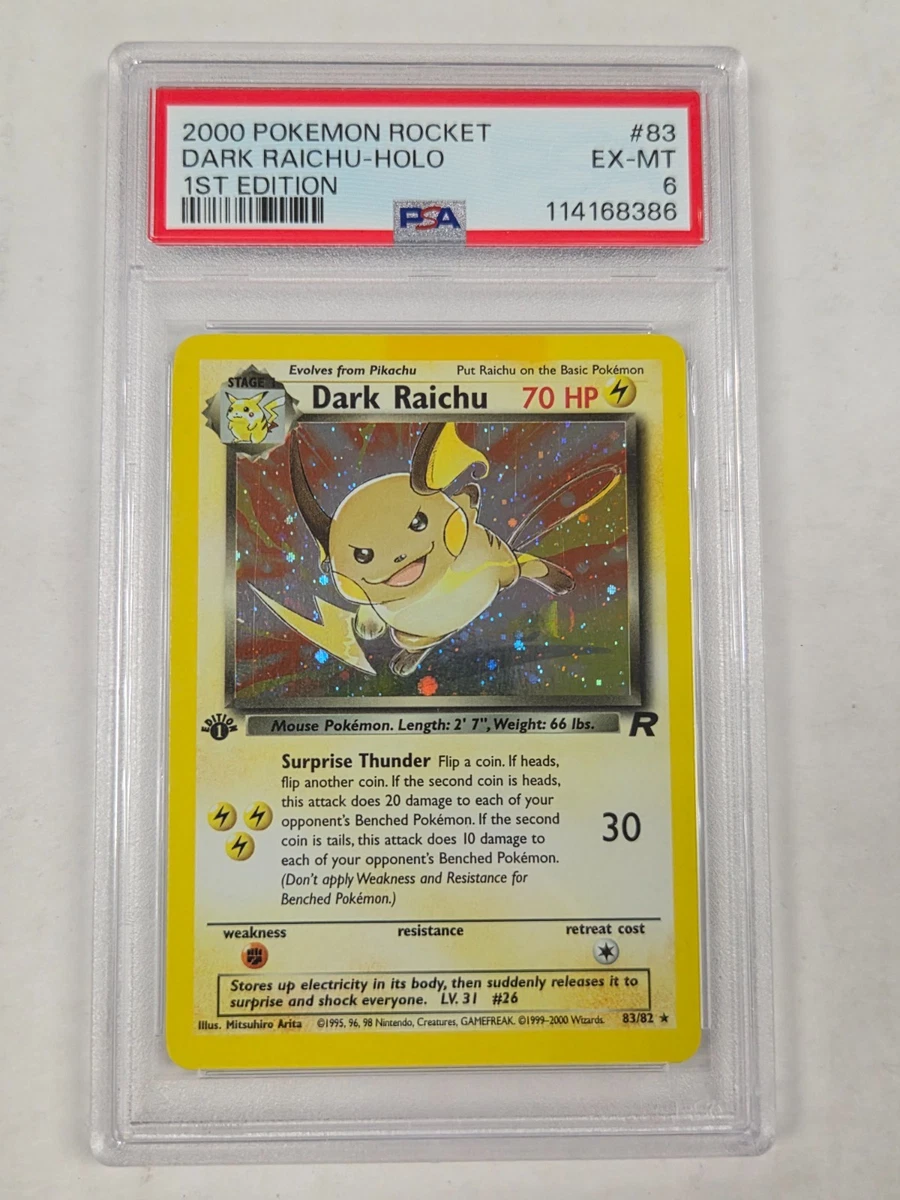 2000 POKEMON ROCKET #83
DARK RAICHU-HOLO EX-MT
1ST EDITION 6
PSA 114168386
STAGE 1 Evolves from Pikachu Put Raichu on the Basic Pokémon
Dark Raichu 70 HP
EDITION 1
Mouse Pokémon. Length: 2' 7", Weight: 66 lbs. R
Surprise Thunder Flip a coin. If heads,
flip another coin. If the second coin is heads,
this attack does 20 damage to each of your
opponent's Benched Pokémon. If the second
coin is tails, this attack does 10 damage to
each of your opponent's Benched Pokémon.
(Don't apply Weakness and Resistance for
Benched Pokémon.)
30
weakness resistance retreat cost
Stores up electricity in its body, then suddenly releases it to
surprise and shock everyone. LV. 31 #26
Illus. Mitsuhiro Arita ©1995, 96, 98 Nintendo, Creatures, GAMEFREAK. ©1999-2000 Wizards. 83/82 ★